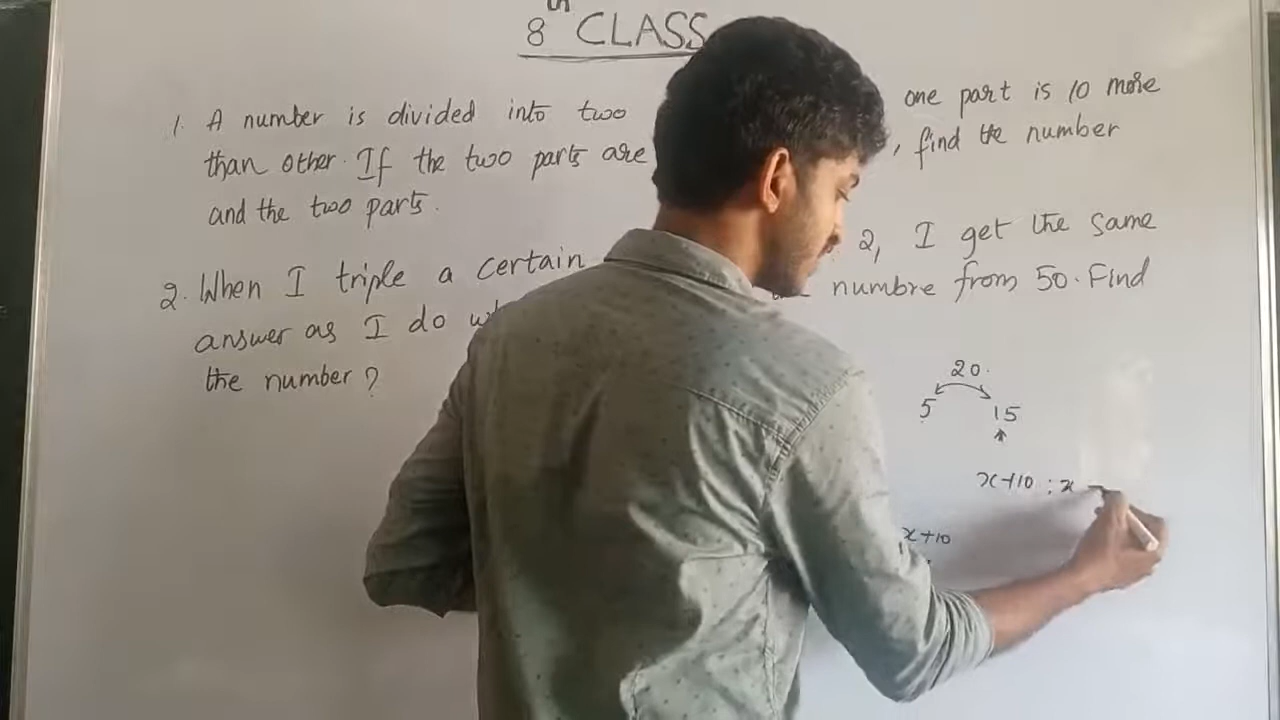 8th CLASS
1. A number is divided into two one part is 10 more
than other. If the two parts are , find the number
and the two parts.
2. When I triple a certain 2, I get the same
answer as I do numbre from 50. Find
the number?
20.
5 15
x+10 : x
x+10